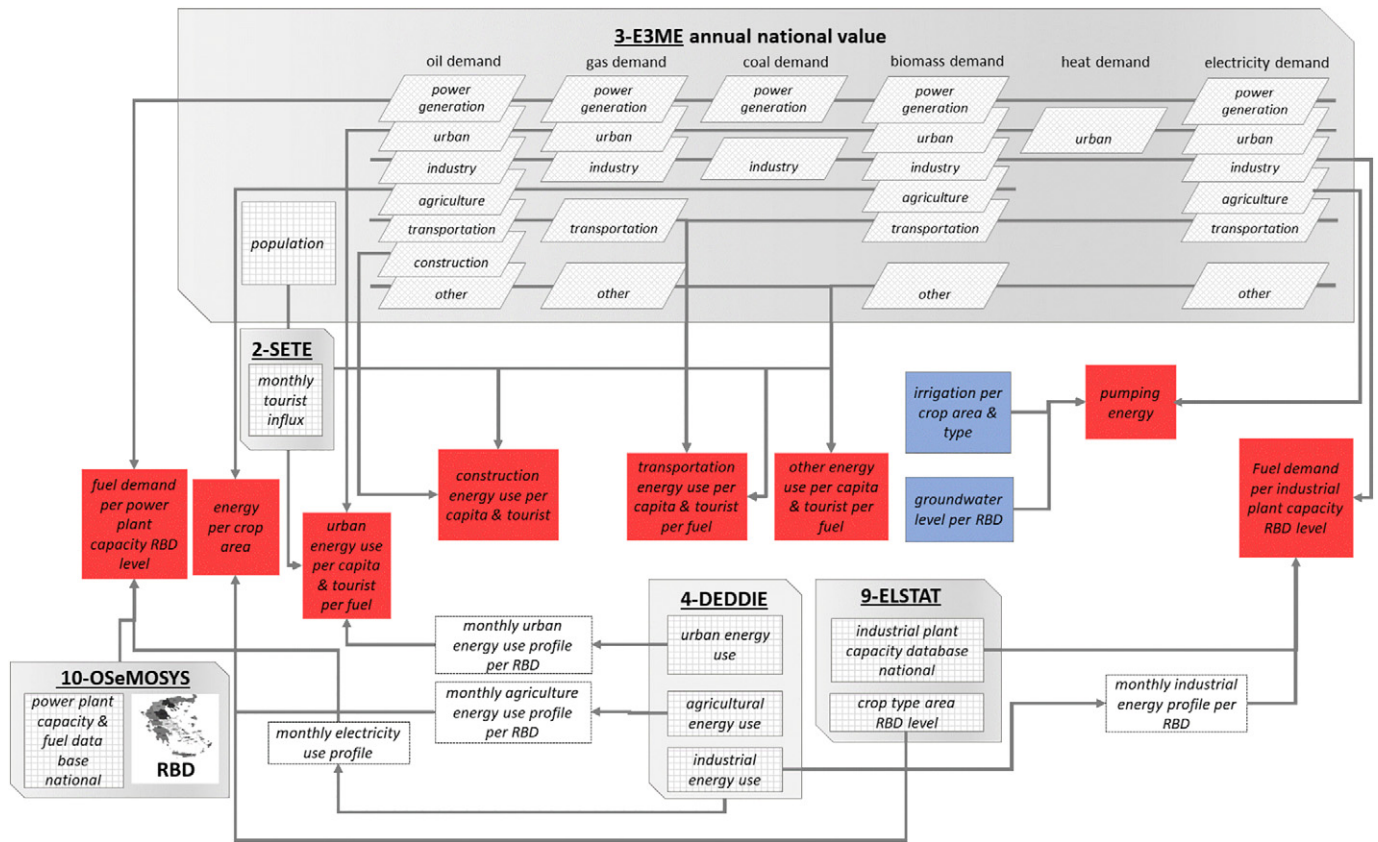 3-E3ME annual national value
oil demand
gas demand
coal demand
biomass demand
heat demand
electricity demand
power
generation
power
generation
power
generation
power
generation
power
generation
urban
urban
urban
urban
urban
industry
industry
industry
industry
industry
agriculture
agriculture
agriculture
transportation
transportation
transportation
transportation
construction
other
other
other
other
population
2-SETE
monthly
tourist
influx
fuel demand
per power
plant
capacity RBD
level
energy
per crop
area
urban
energy use
per capita
& tourist
per fuel
construction
energy use per
capita & tourist
transportation
energy use per
capita & tourist
per fuel
other energy
use per capita
& tourist per
fuel
irrigation per
crop area &
type
groundwater
level per RBD
pumping
energy
Fuel demand
per industrial
plant capacity
RBD level
4-DEDDIE
urban energy
use
agricultural
energy use
industrial
energy use
9-ELSTAT
industrial plant
capacity database
national
crop type area
RBD level
monthly urban
energy use profile
per RBD
monthly agriculture
energy use profile
per RBD
monthly electricity
use profile
monthly industrial
energy profile per
RBD
10-OSeMOSYS
power plant
capacity &
fuel data
base
national
RBD